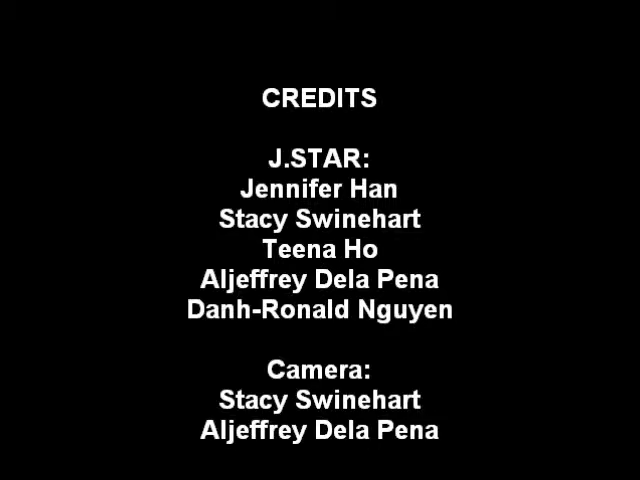 CREDITS
J.STAR:
Jennifer Han
Stacy Swinehart
Teena Ho
Aljeffrey Dela Pena
Danh-Ronald Nguyen
Camera:
Stacy Swinehart
Aljeffrey Dela Pena